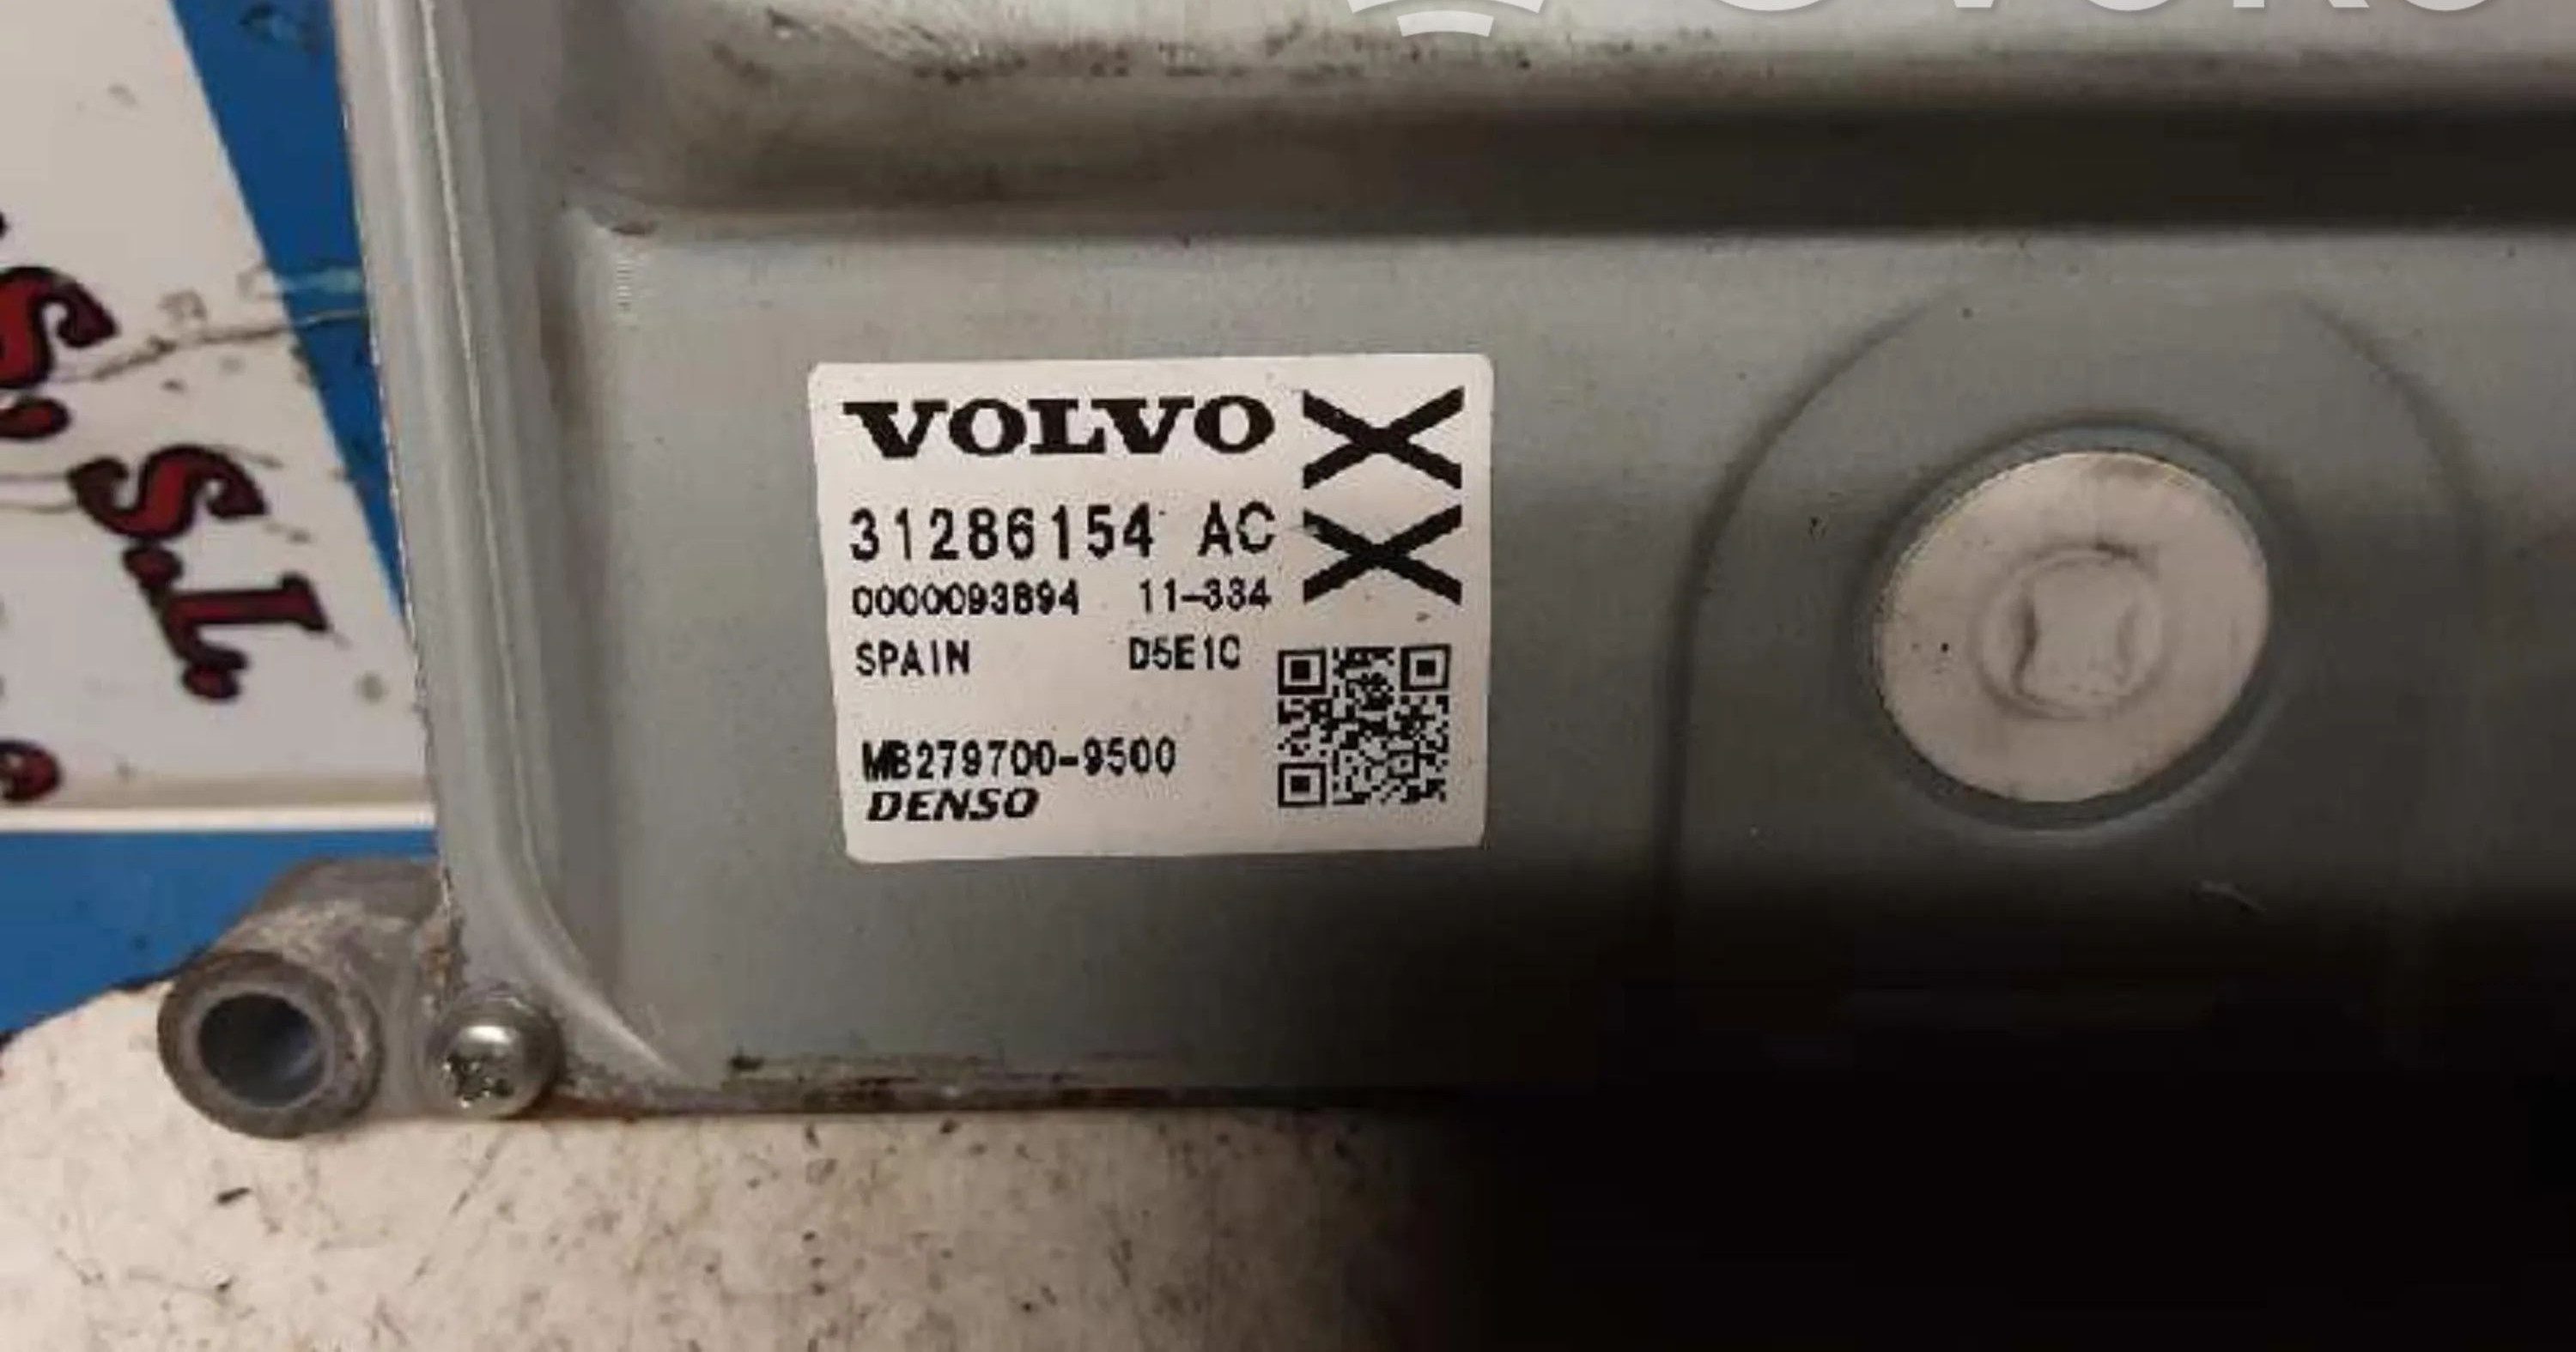 VOLVO
31286154 AC
0000093894 11-334
SPAIN D5E1C
MB279700-9500
DENSO
S.L.